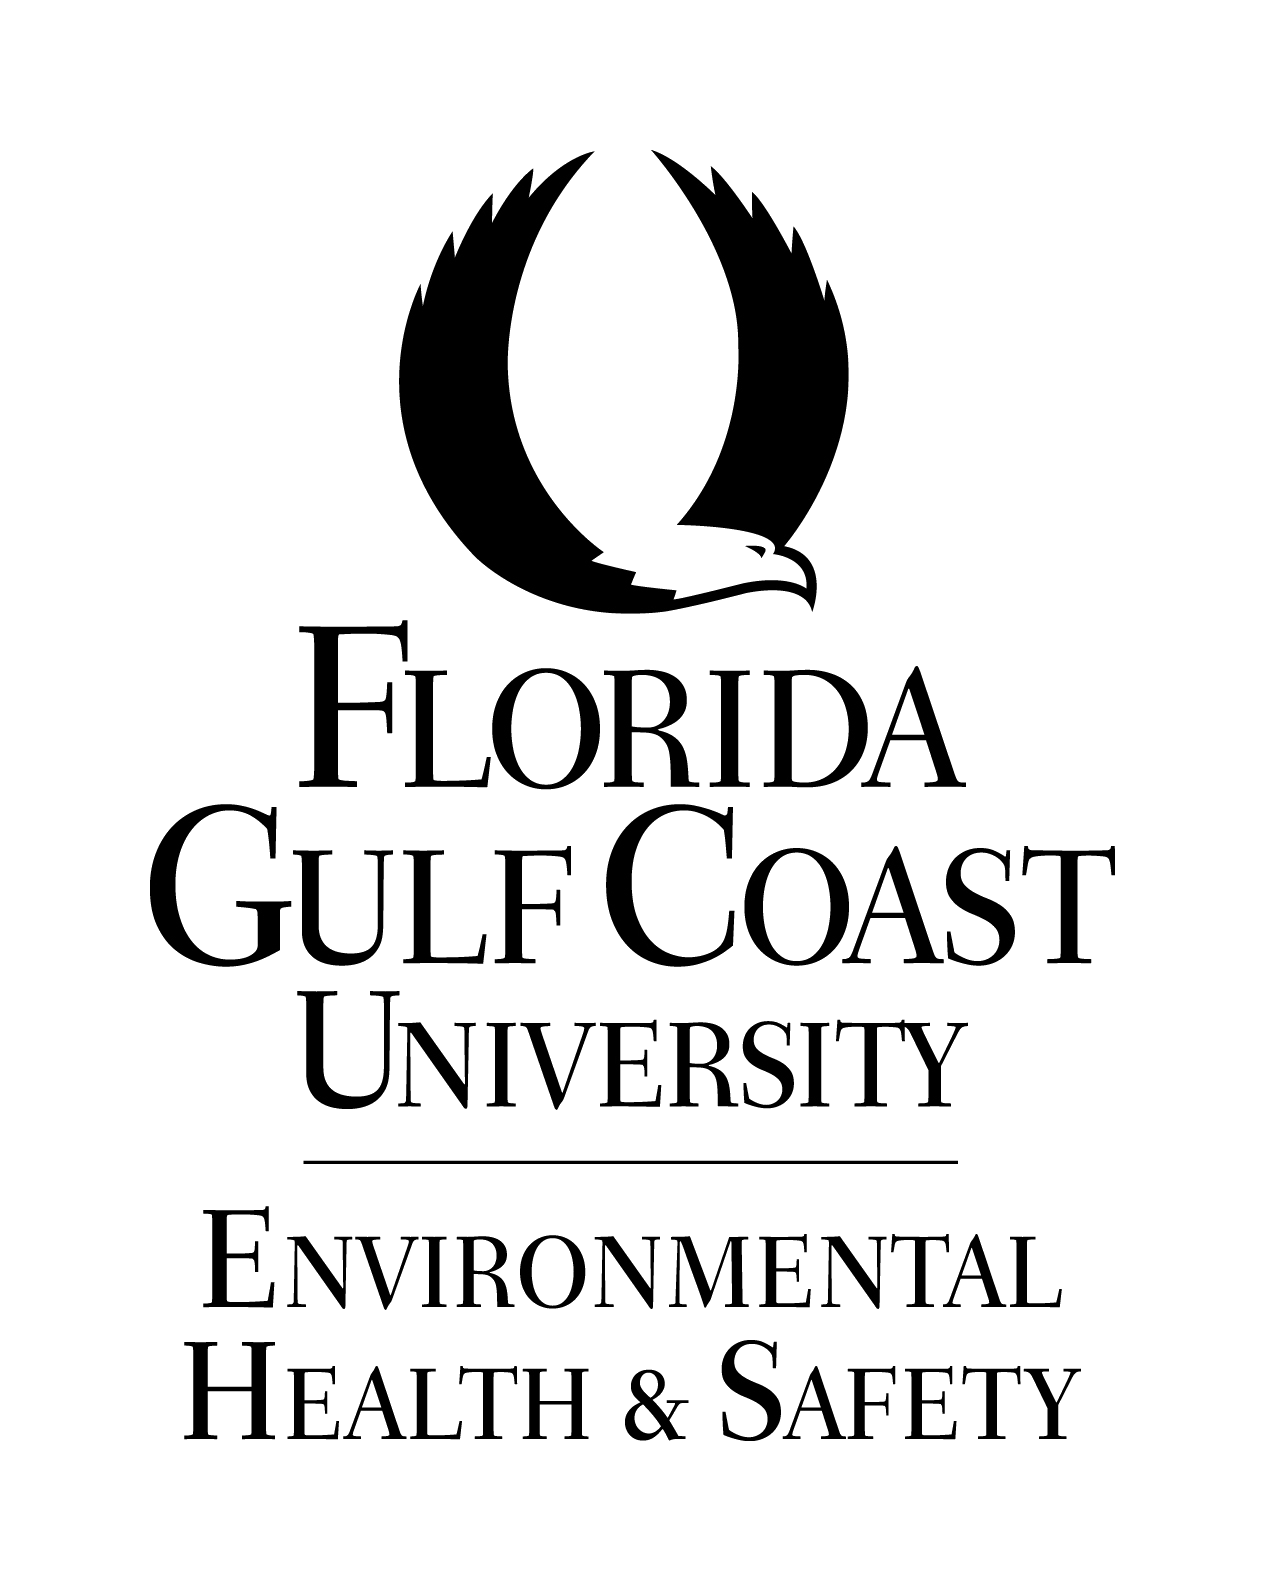 FLORIDA
GULF COAST
UNIVERSITY
ENVIRONMENTAL
HEALTH & SAFETY